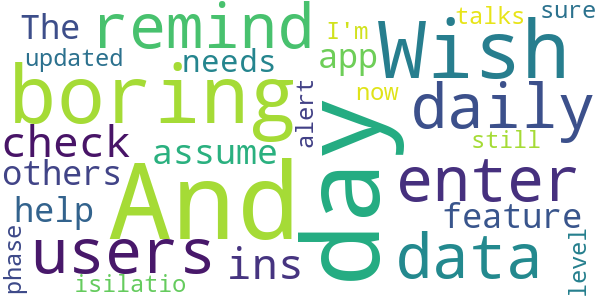 The
remind
I'm
talks
sure
updated
needs
app
Wish
boring
alert
now
daily
check
assume
day
still
others
And
enter
help
feature
users
ins
data
phase
isilatio
level